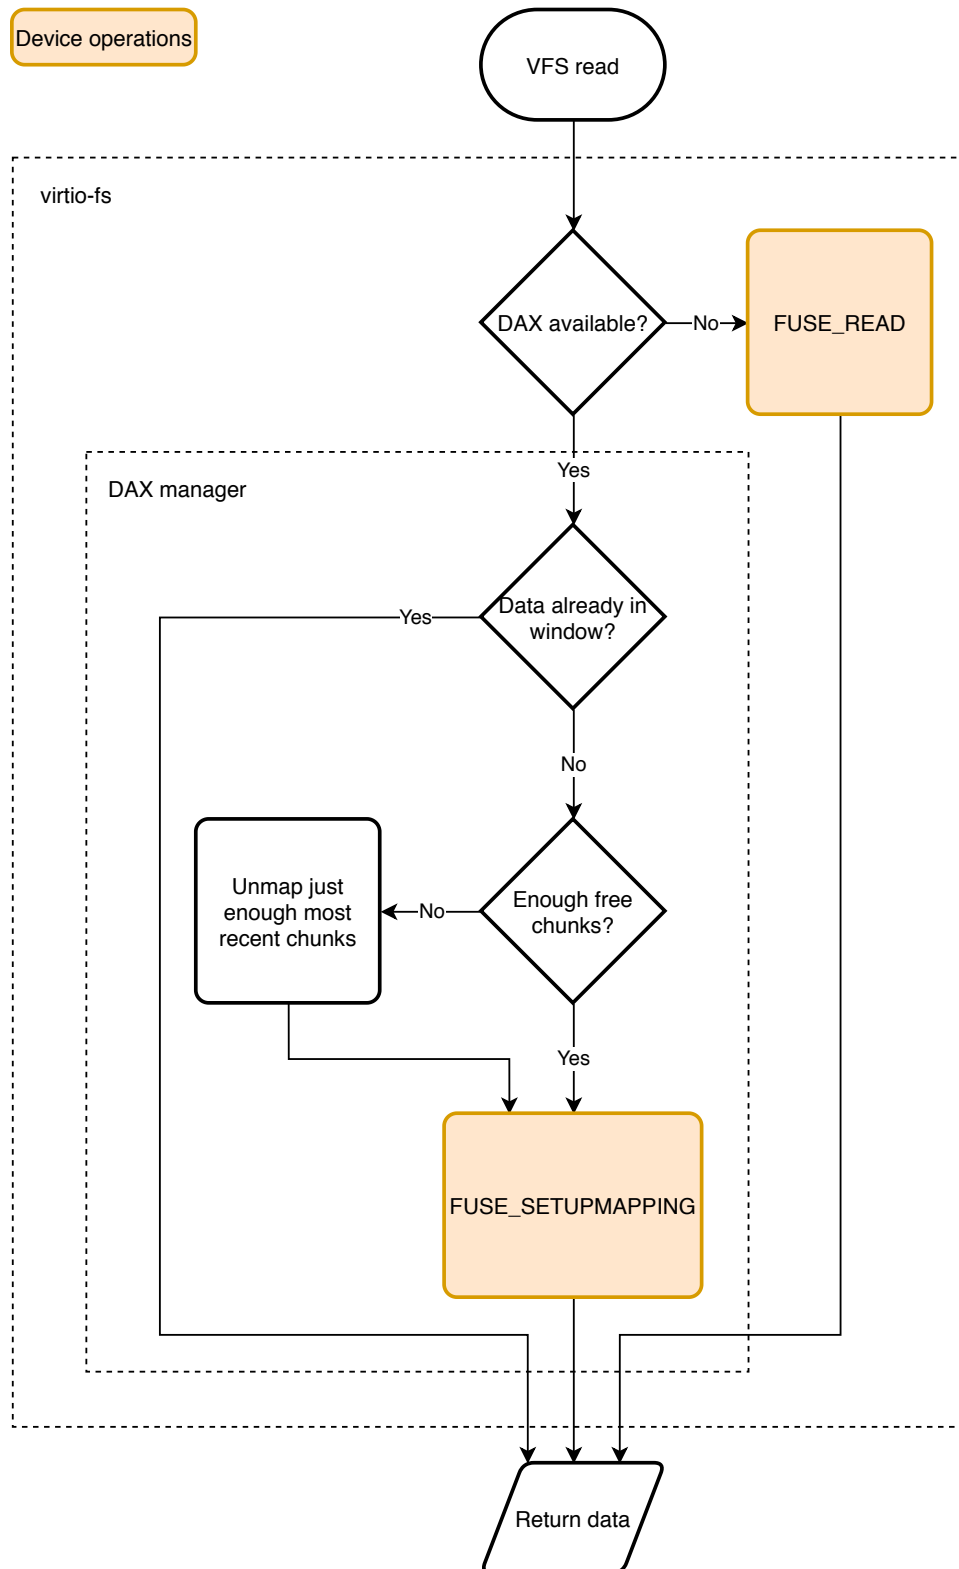 Device operations
VFS read
virtio-fs
DAX available?
No
FUSE_READ
Yes
DAX manager
Data already in
window?
Yes
No
Unmap just
enough most
recent chunks
No
Enough free
chunks?
Yes
FUSE_SETUPMAPPING
Return data